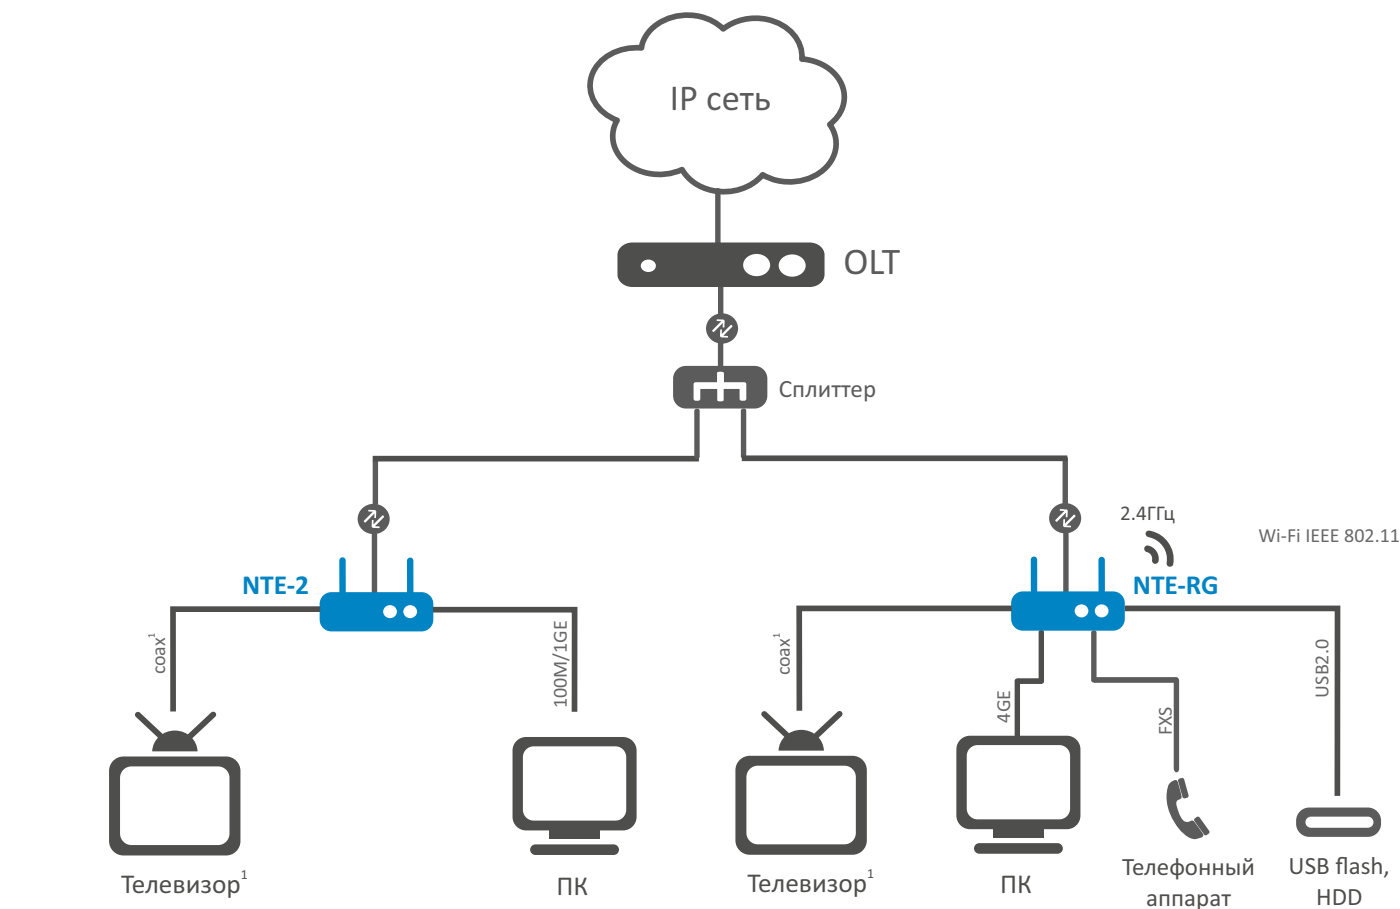 IP сеть
OLT
Сплиттер
2.4ГГц
Wi-Fi IEEE 802.11
NTE-2
NTE-RG
coax1
100M/1GE
coax1
4GE
FXS
USB2.0
Телевизор1
ПК
Телевизор1
ПК
Телефонный
аппарат
USB flash,
HDD